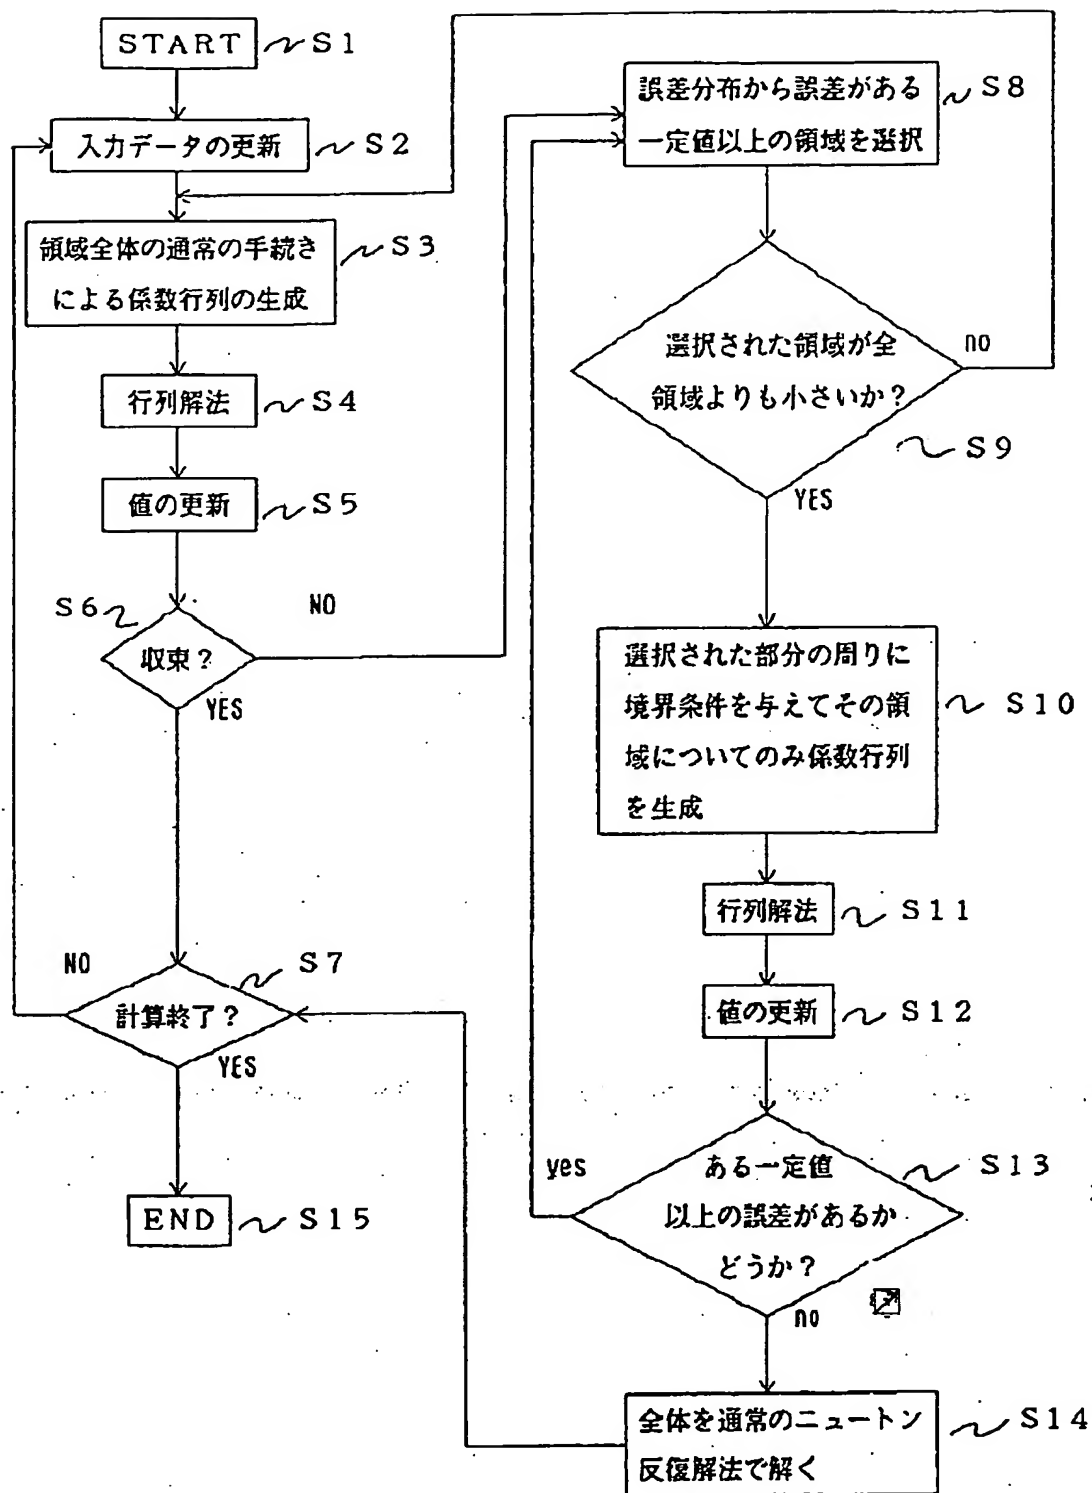 START
S1
入力データの更新
S2
領域全体の通常の手続き
による係数行列の生成
S3
行列解法
S4
値の更新
S5
S6
収束?
NO
YES
S7
計算終了?
NO
YES
END
S15
誤差分布から誤差がある
一定値以上の領域を選択
S8
選択された領域が全
領域よりも小さいか?
no
S9
YES
選択された部分の周りに
境界条件を与えてその領
域についてのみ係数行列
を生成
S10
行列解法
S11
値の更新
S12
yes
ある一定値
以上の誤差があるか
どうか?
S13
no
全体を通常のニュートン
反復解法で解く
S14